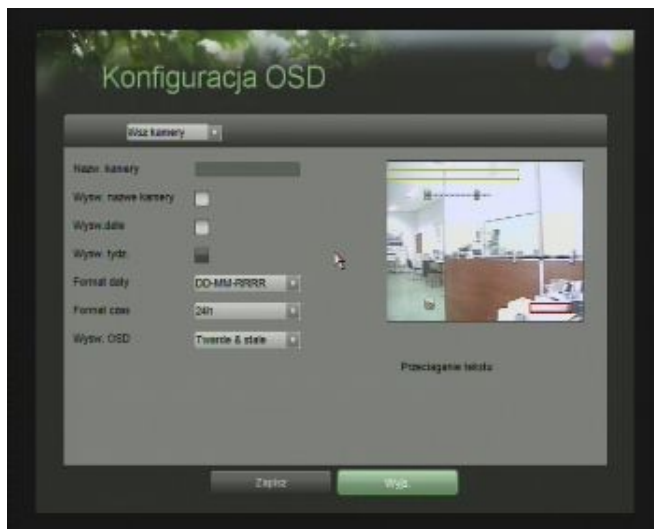 Konfiguracja OSD
Wsz kamery
Nazw. kamery
Wysw. nazwe kamery
Wysw.date
Wysw. tydz.
Format daty DD-MM-RRRR
Format czas 24h
Wysw. OSD Twarde & stale
Przeciaganie tekstu
Zapisz Wyjs.